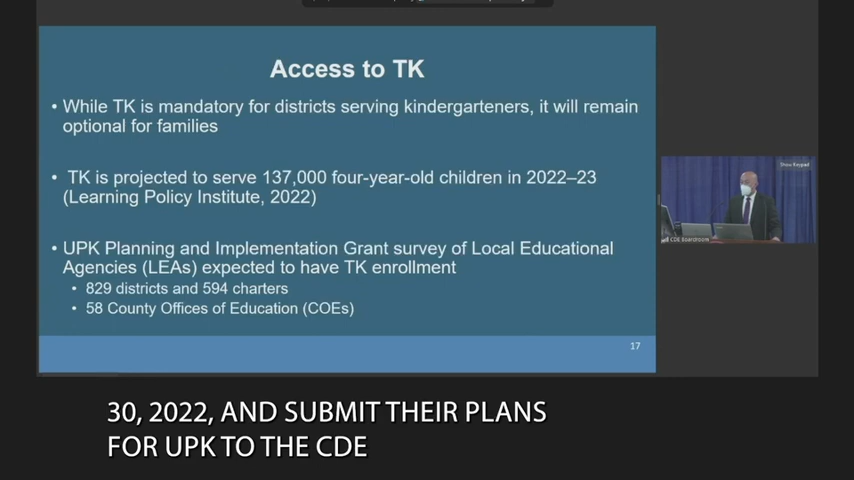 Access to TK
• While TK is mandatory for districts serving kindergarteners, it will remain
optional for families
• TK is projected to serve 137,000 four-year-old children in 2022–23
(Learning Policy Institute, 2022)
• UPK Planning and Implementation Grant survey of Local Educational
Agencies (LEAs) expected to have TK enrollment
• 829 districts and 594 charters
• 58 County Offices of Education (COEs)
17
Show Keypad
CDE Boardroom
30, 2022, AND SUBMIT THEIR PLANS
FOR UPK TO THE CDE